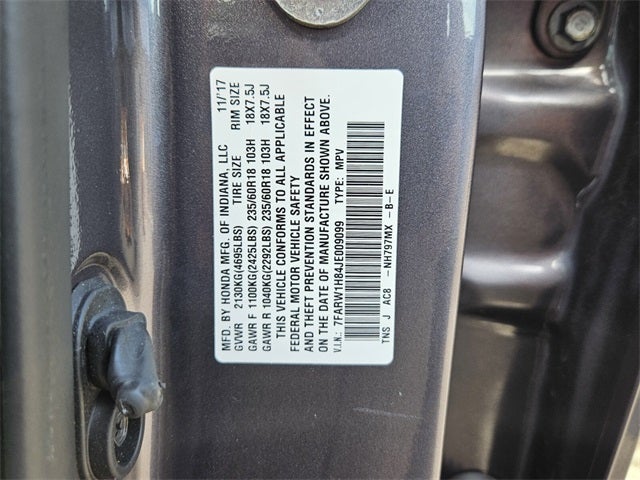 MFD. BY HONDA MFG. OF INDIANA, LLC 11/'17
GVWR 2130KG(4695LBS) TIRE SIZE RIM SIZE
GAWR F 1100KG(2425LBS) 235/60R18 103H 18X7.5J
GAWR R 1040KG(2292LBS) 235/60R18 103H 18X7.5J
THIS VEHICLE CONFORMS TO ALL APPLICABLE
FEDERAL MOTOR VEHICLE SAFETY
AND THEFT PREVENTION STANDARDS IN EFFECT
ON THE DATE OF MANUFACTURE SHOWN ABOVE.
V.I.N.: 7FARW1H84JE009099 TYPE: MPV
TNS J AC8 -NH797MX -B-E